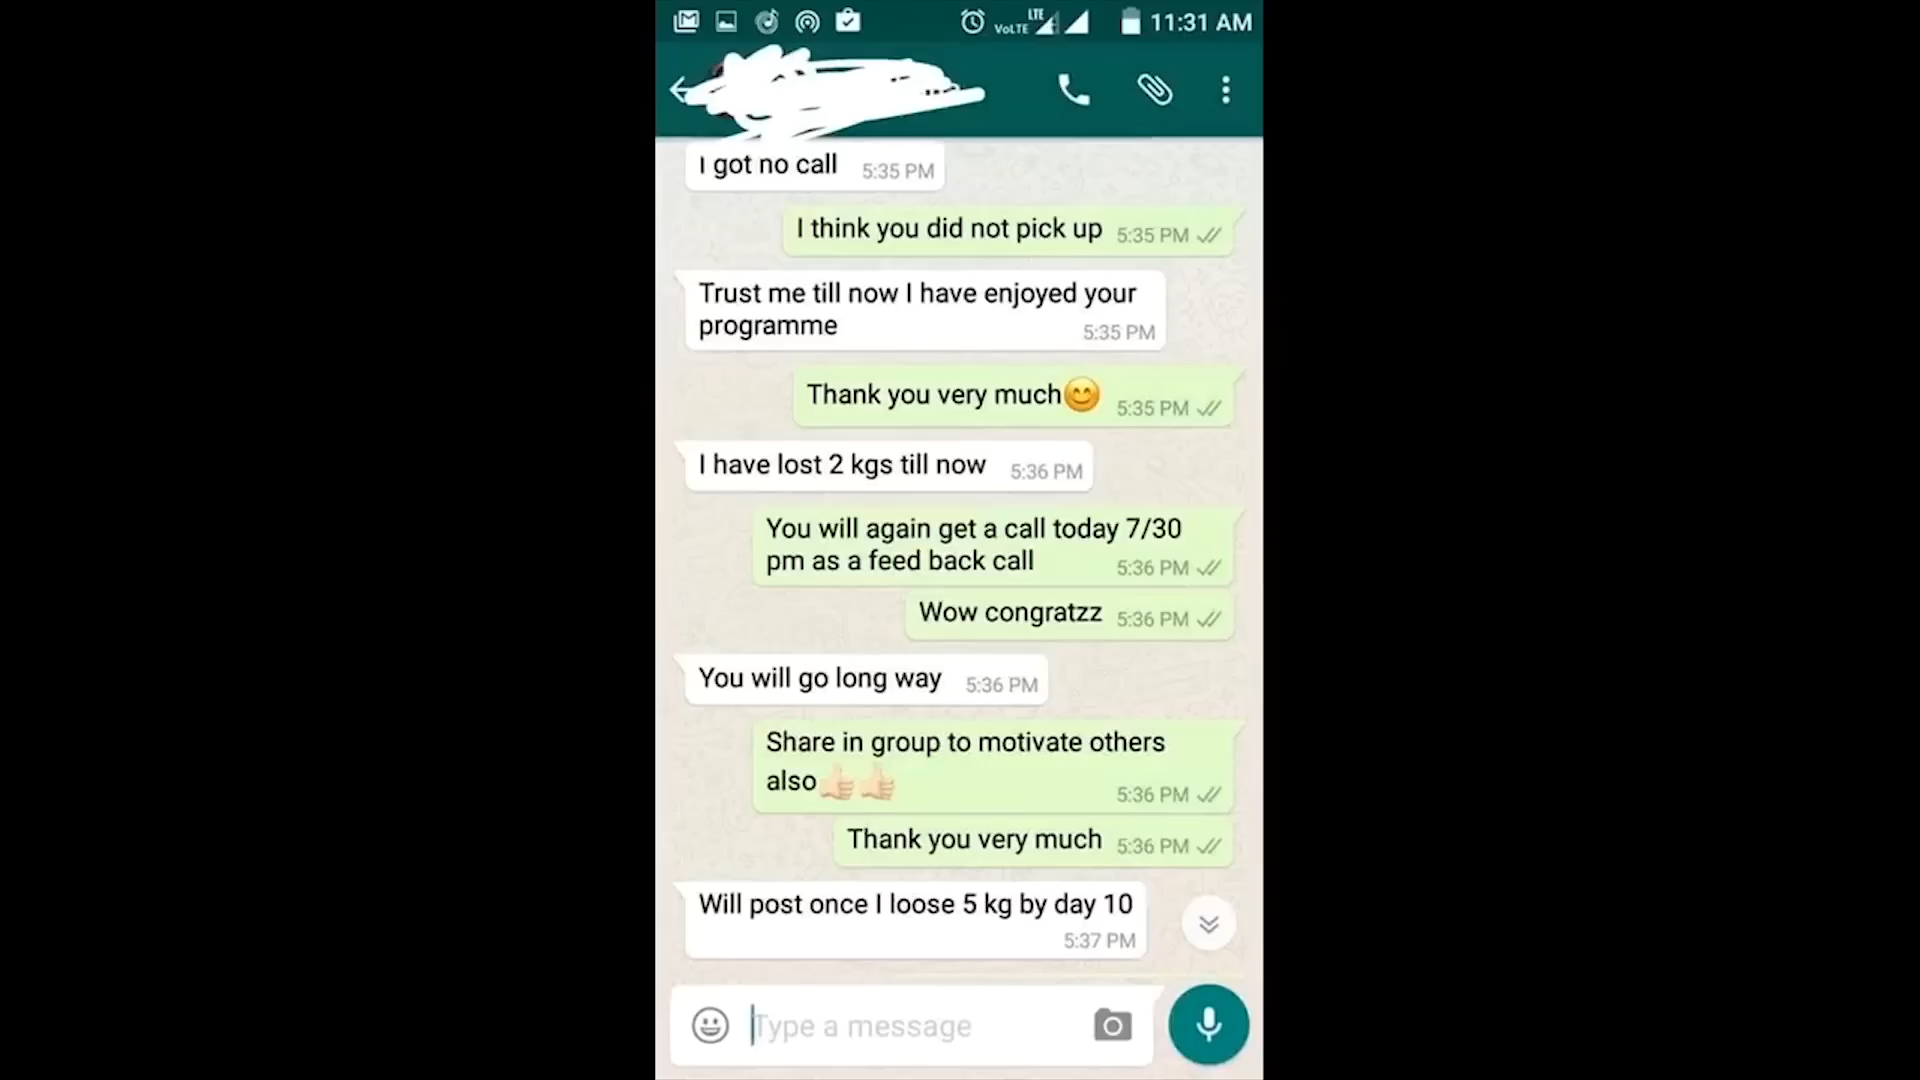 VoLTE LTE 11:31 AM
I got no call 5:35 PM
I think you did not pick up 5:35 PM
Trust me till now I have enjoyed your
programme 5:35 PM
Thank you very much😊 5:35 PM
I have lost 2 kgs till now 5:36 PM
You will again get a call today 7/30
pm as a feed back call 5:36 PM
Wow congratzz 5:36 PM
You will go long way 5:36 PM
Share in group to motivate others
also👍🏻👍🏻 5:36 PM
Thank you very much 5:36 PM
Will post once I loose 5 kg by day 10
5:37 PM
Type a message